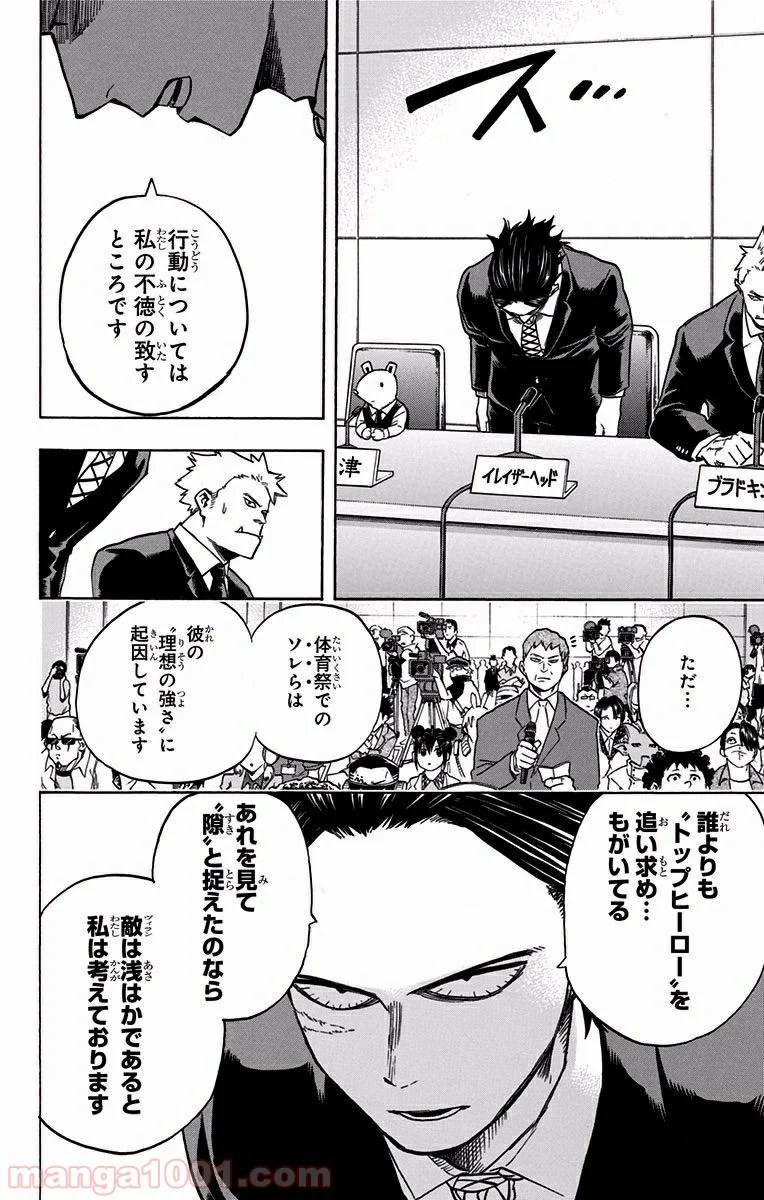 ス…
津
イレイザーヘッド
ブラドキン
行動については
私の不徳の致す
ところです
ただ…
体育祭での
ソレらは
彼の
〝理想の強さ〟に
起因しています
誰よりも
〝トップヒーロー〟を
追い求め…
もがいてる
あれを見て
〝隙〟と捉えたのなら
敵は浅はかであると
私は考えております
manga1001.com